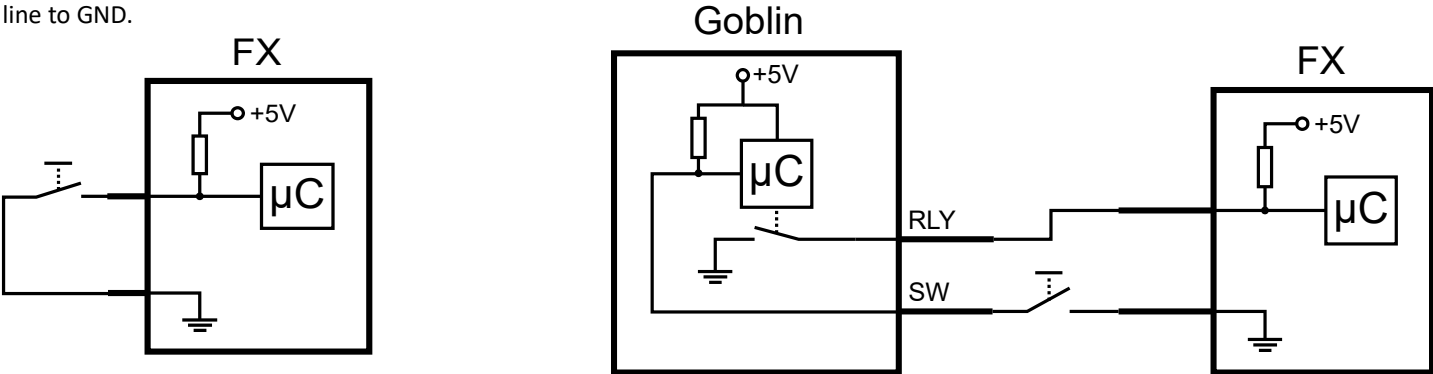 line to GND.
FX
+5V
µC
Goblin
+5V
µC
RLY
SW
FX
+5V
µC